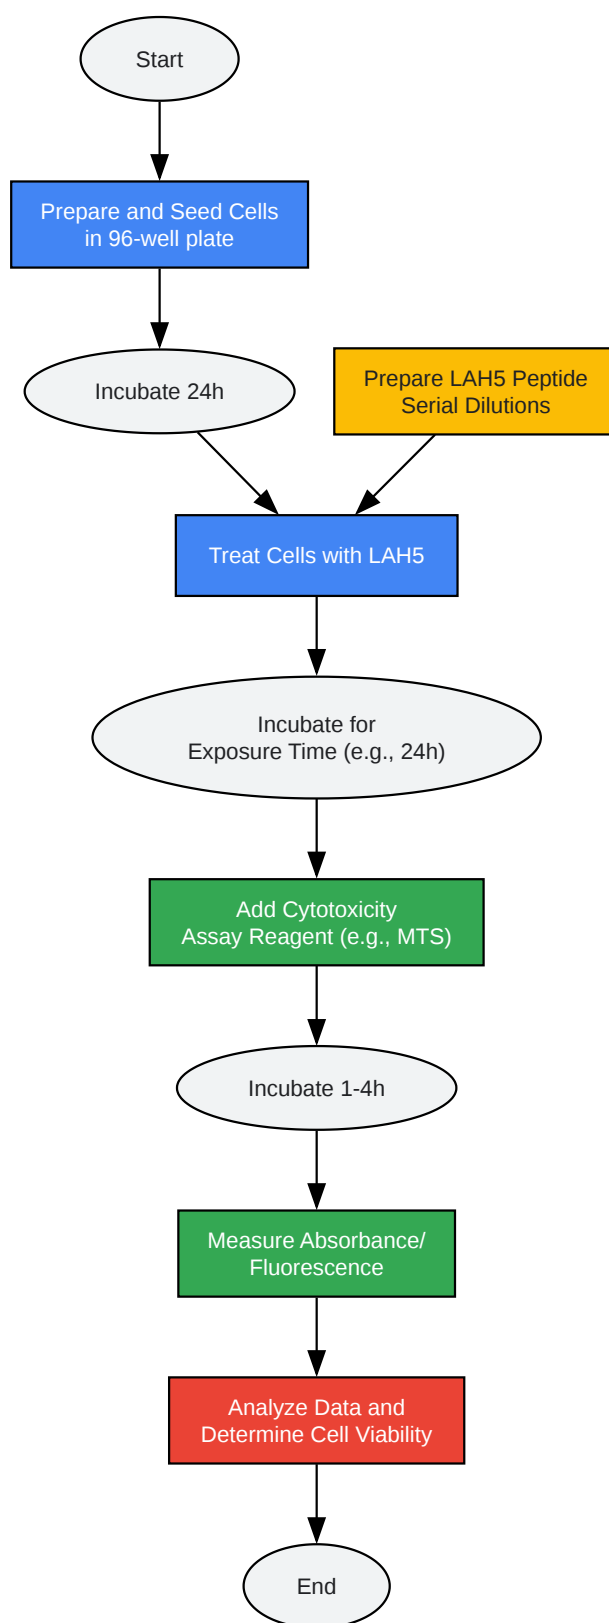 Start
Prepare and Seed Cells
in 96-well plate
Incubate 24h
Prepare LAH5 Peptide
Serial Dilutions
Treat Cells with LAH5
Incubate for
Exposure Time (e.g., 24h)
Add Cytotoxicity
Assay Reagent (e.g., MTS)
Incubate 1-4h
Measure Absorbance/
Fluorescence
Analyze Data and
Determine Cell Viability
End